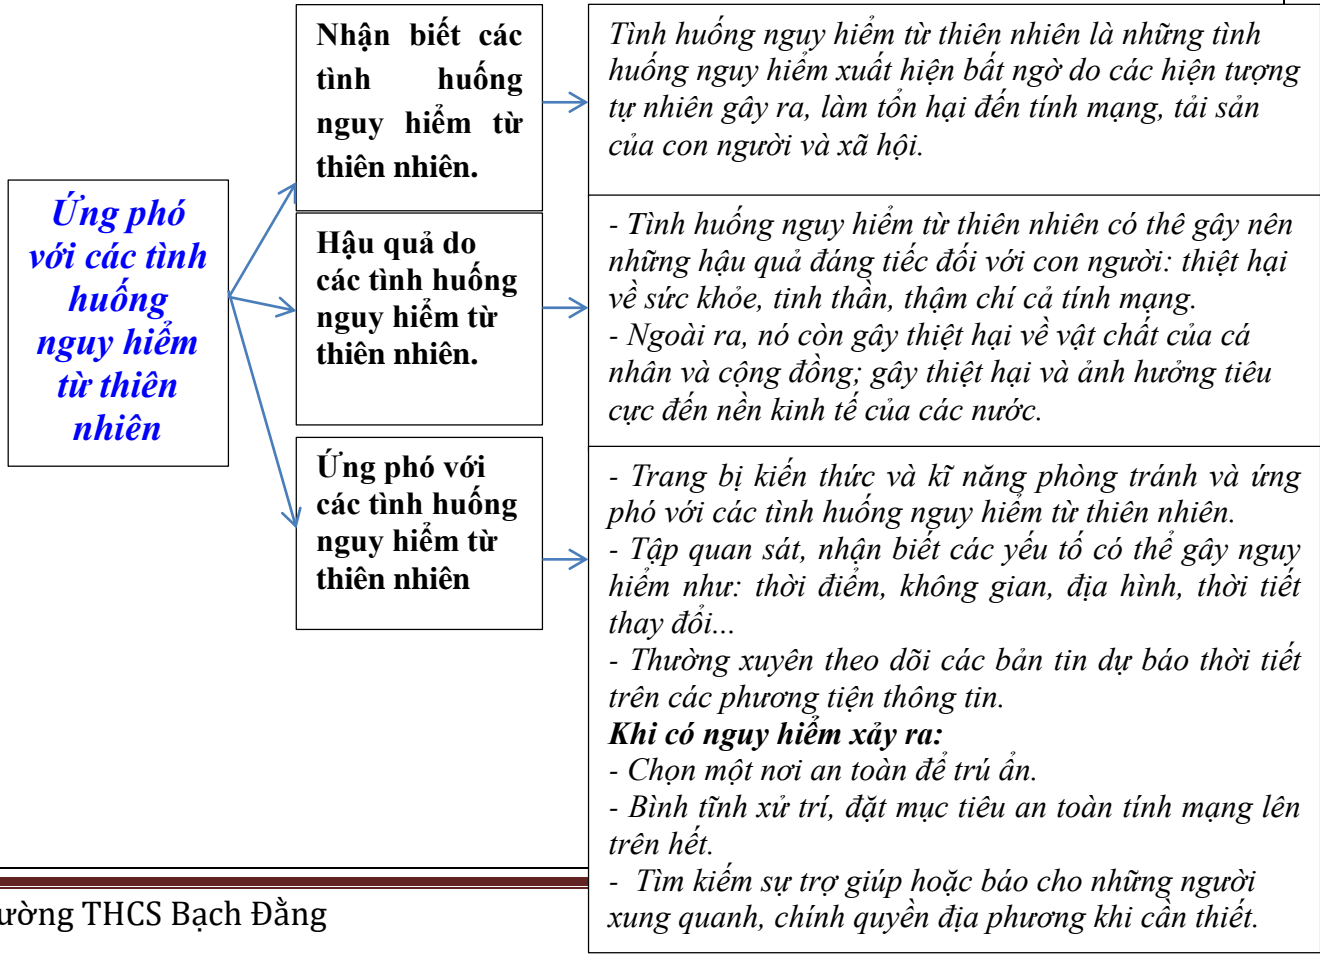 Ứng phó
với các tình
huống
nguy hiểm
từ thiên
nhiên
Nhận biết các
tình huống
nguy hiểm từ
thiên nhiên.
Tình huống nguy hiểm từ thiên nhiên là những tình
huống nguy hiểm xuất hiện bất ngờ do các hiện tượng
tự nhiên gây ra, làm tổn hại đến tính mạng, tải sản
của con người và xã hội.
Hậu quả do
các tình huống
nguy hiểm từ
thiên nhiên.
- Tình huống nguy hiểm từ thiên nhiên có thê gây nên
những hậu quả đáng tiếc đối với con người: thiệt hại
về sức khỏe, tinh thần, thậm chí cả tính mạng.
- Ngoài ra, nó còn gây thiệt hại về vật chất của cá
nhân và cộng đồng; gây thiệt hại và ảnh hưởng tiêu
cực đến nền kinh tế của các nước.
Ứng phó với
các tình huống
nguy hiểm từ
thiên nhiên
- Trang bị kiến thức và kĩ năng phòng tránh và ứng
phó với các tình huống nguy hiểm từ thiên nhiên.
- Tập quan sát, nhận biết các yếu tố có thể gây nguy
hiểm như: thời điểm, không gian, địa hình, thời tiết
thay đổi...
- Thường xuyên theo dõi các bản tin dự báo thời tiết
trên các phương tiện thông tin.
Khi có nguy hiểm xảy ra:
- Chọn một nơi an toàn để trú ẩn.
- Bình tĩnh xử trí, đặt mục tiêu an toàn tính mạng lên
trên hết.
- Tìm kiếm sự trợ giúp hoặc báo cho những người
xung quanh, chính quyền địa phương khi cần thiết.
ường THCS Bạch Đằng